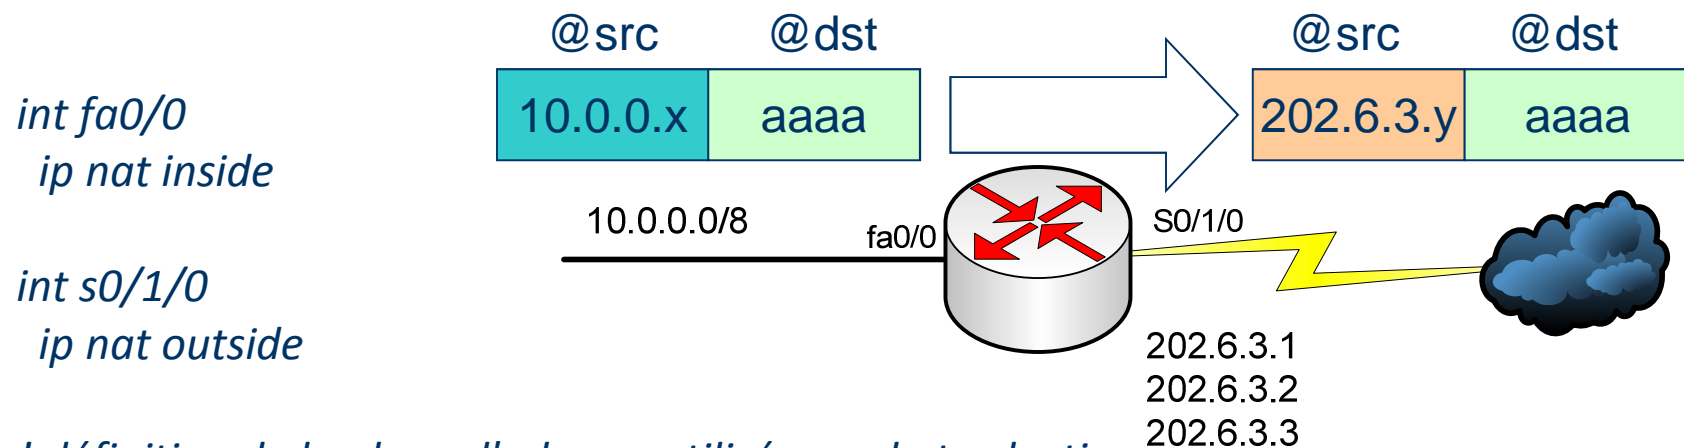 @src @dst @src @dst
int fa0/0
ip nat inside
10.0.0.x aaaa 202.6.3.y aaaa
10.0.0.0/8 fa0/0 S0/1/0
int s0/1/0
ip nat outside
202.6.3.1
202.6.3.2
202.6.3.3